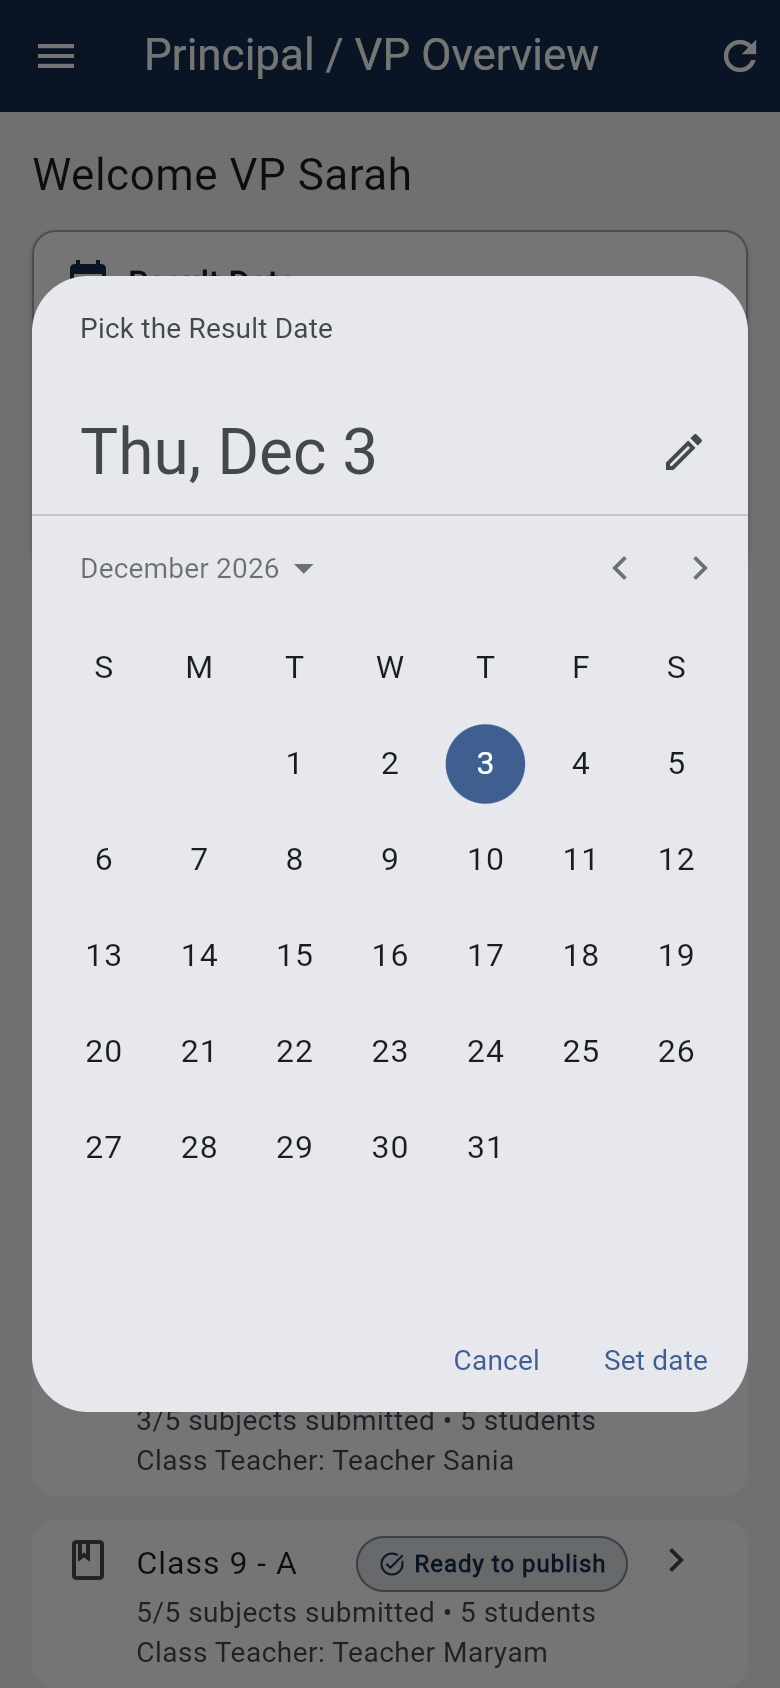 Principal / VP Overview
Welcome VP Sarah
Result Date
Pick the Result Date
Thu, Dec 3
December 2026
S M T W T F S
1 2 3 4 5
6 7 8 9 10 11 12
13 14 15 16 17 18 19
20 21 22 23 24 25 26
27 28 29 30 31
Cancel Set date
3/5 subjects submitted • 5 students
Class Teacher: Teacher Sania
Class 9 - A Ready to publish
5/5 subjects submitted • 5 students
Class Teacher: Teacher Maryam